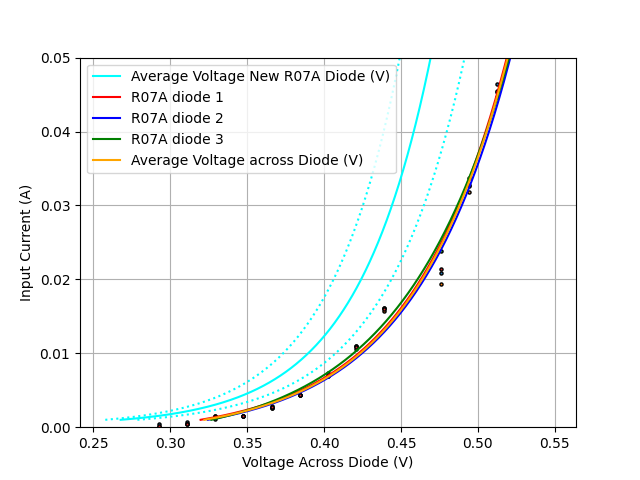 0.05
0.04
0.03
0.02
0.01
0.00
Input Current (A)
Average Voltage New R07A Diode (V)
R07A diode 1
R07A diode 2
R07A diode 3
Average Voltage across Diode (V)
0.25 0.30 0.35 0.40 0.45 0.50 0.55
Voltage Across Diode (V)